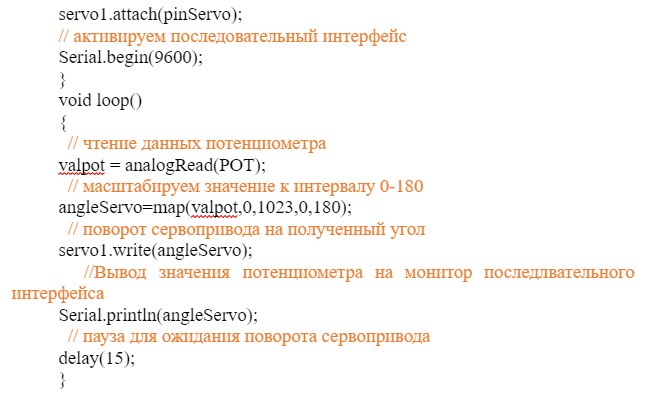 servo1.attach(pinServo);
// активируем последовательный интерфейс
Serial.begin(9600);
}
void loop()
{
// чтение данных потенциометра
valpot = analogRead(POT);
// масштабируем значение к интервалу 0-180
angleServo=map(valpot,0,1023,0,180);
// поворот сервопривода на полученный угол
servo1.write(angleServo);
//Вывод значения потенциометра на монитор последлвательного
интерфейса
Serial.println(angleServo);
// пауза для ожидания поворота сервопривода
delay(15);
}